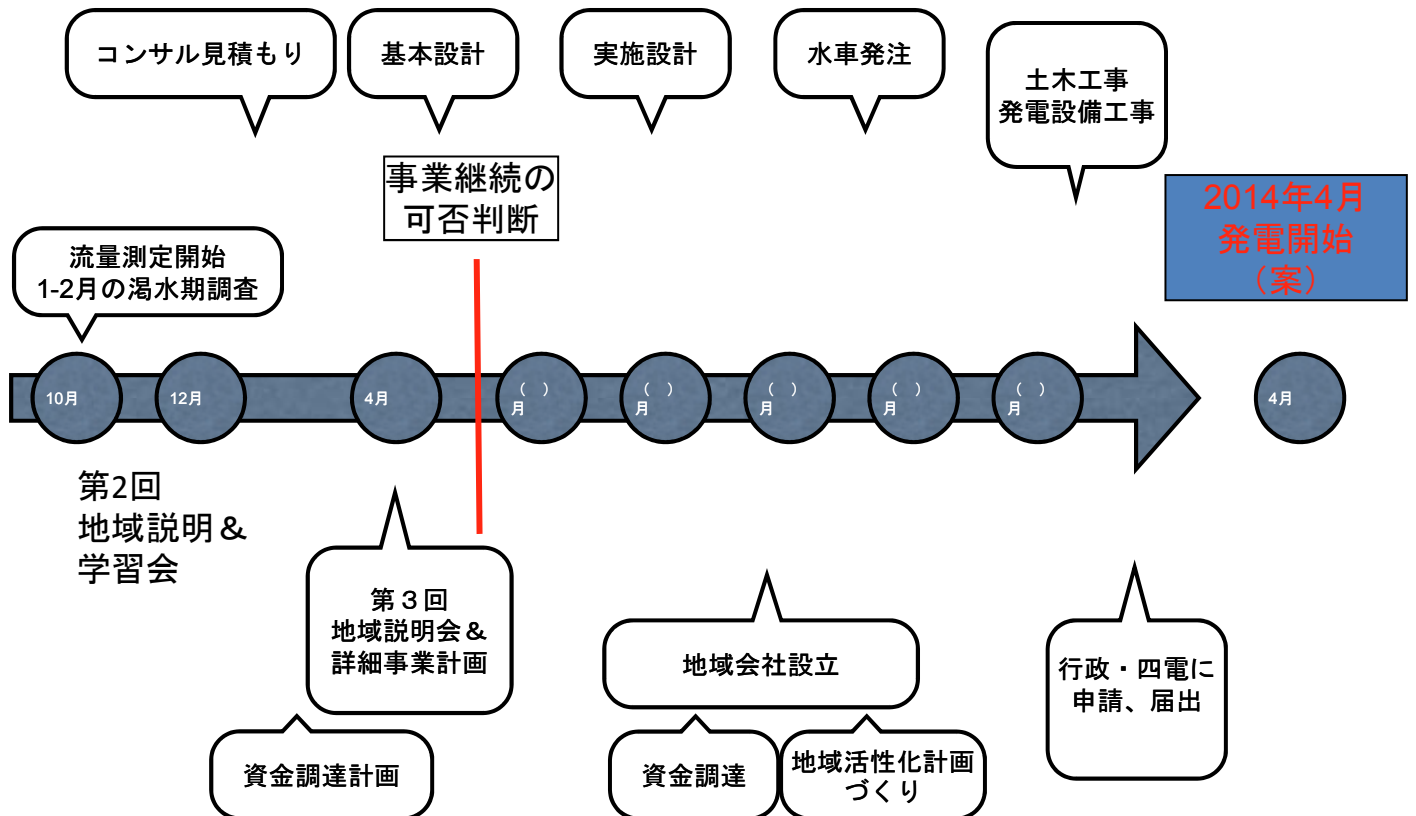 コンサル見積もり
基本設計
実施設計
水車発注
土木工事
発電設備工事
事業継続の
可否判断
2014年4月
発電開始
（案）
流量測定開始
1-2月の渇水期調査
10月
12月
4月
（　）
月
（　）
月
（　）
月
（　）
月
（　）
月
4月
第2回
地域説明＆
学習会
第３回
地域説明会＆
詳細事業計画
地域会社設立
行政・四電に
申請、届出
資金調達計画
資金調達
地域活性化計画
づくり